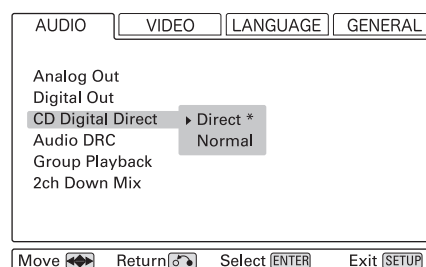 AUDIO VIDEO LANGUAGE GENERAL
Analog Out
Digital Out
CD Digital Direct Direct *
Audio DRC Normal
Group Playback
2ch Down Mix
Move Return Select ENTER Exit SETUP